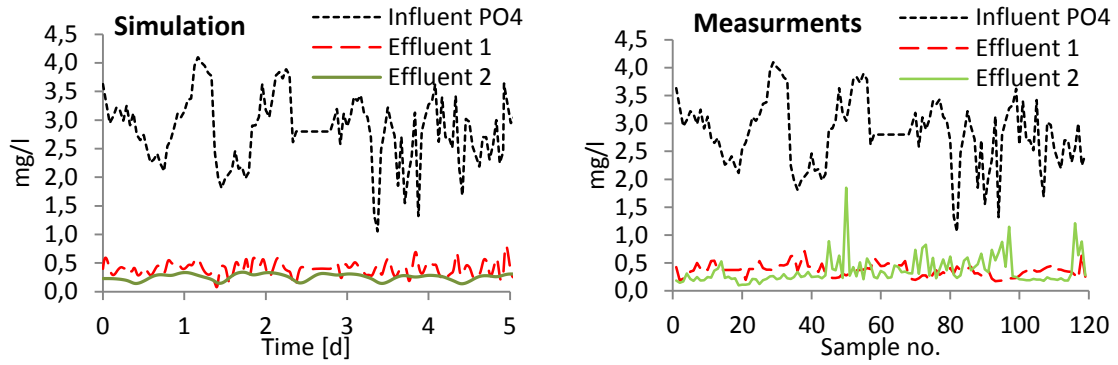 Simulation
Influent PO4
Effluent 1
Effluent 2
4,5
4,0
3,5
3,0
2,5
2,0
1,5
1,0
0,5
0,0
mg/l
0 1 2 3 4 5
Time [d]
Measurments
Influent PO4
Effluent 1
Effluent 2
4,5
4,0
3,5
3,0
2,5
2,0
1,5
1,0
0,5
0,0
mg/l
0 20 40 60 80 100 120
Sample no.